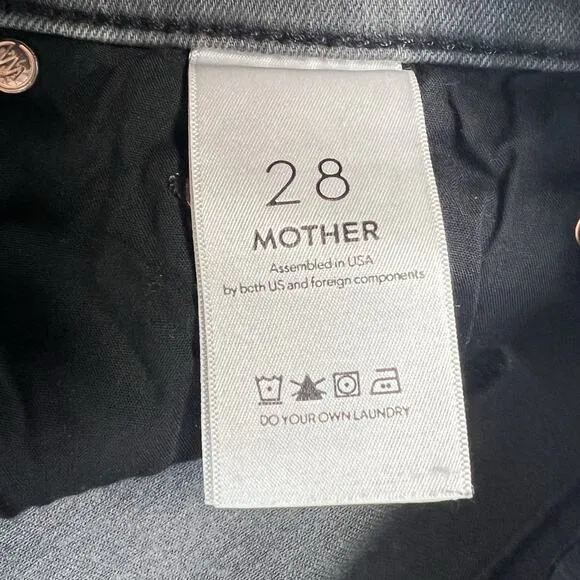 28
MOTHER
Assembled in USA
by both US and foreign components
DO YOUR OWN LAUNDRY